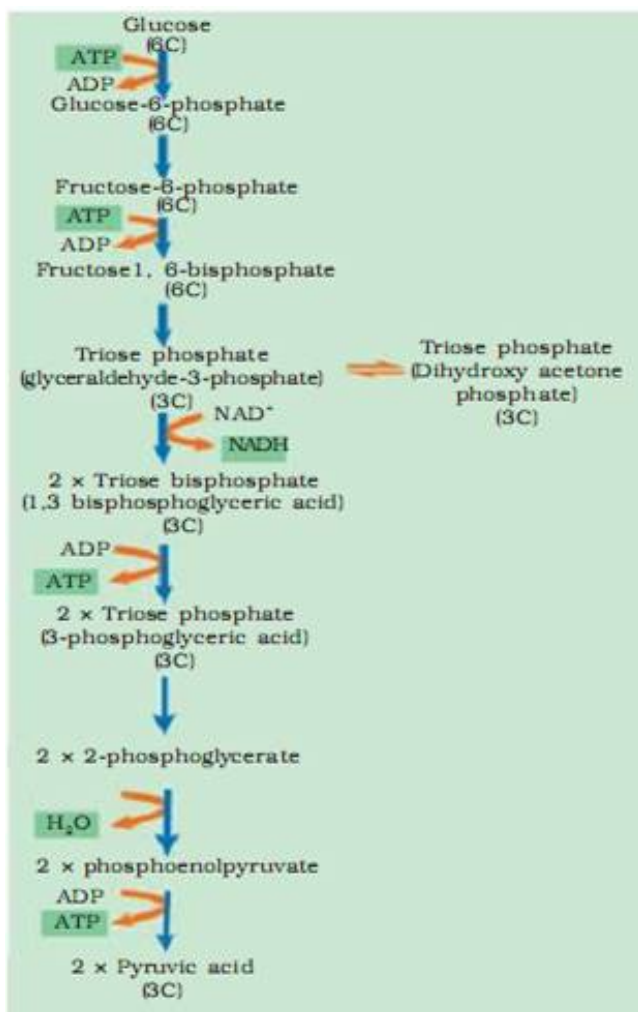 Glucose
(6C)
ATP
ADP
Glucose-6-phosphate
(6C)
Fructose-6-phosphate
(6C)
ATP
ADP
Fructose1, 6-bisphosphate
(6C)
Triose phosphate
(glyceraldehyde-3-phosphate)
(3C)
Triose phosphate
(Dihydroxy acetone
phosphate)
(3C)
NAD⁺
NADH
2 × Triose bisphosphate
(1,3 bisphosphoglyceric acid)
(3C)
ADP
ATP
2 × Triose phosphate
(3-phosphoglyceric acid)
(3C)
2 × 2-phosphoglycerate
H₂O
2 × phosphoenolpyruvate
ADP
ATP
2 × Pyruvic acid
(3C)